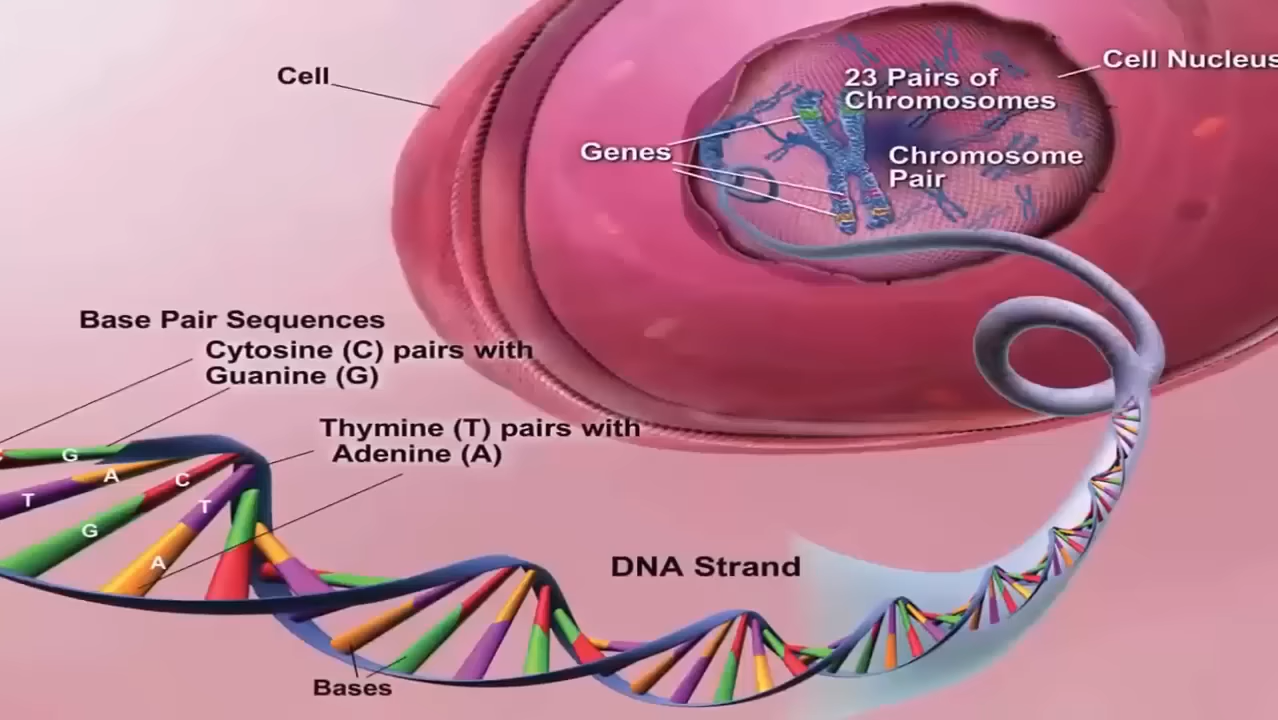 Cell
Cell Nucleus
23 Pairs of
Chromosomes
Genes
Chromosome
Pair
Base Pair Sequences
Cytosine (C) pairs with
Guanine (G)
Thymine (T) pairs with
Adenine (A)
G
A
C
T
T
G
A
DNA Strand
Bases